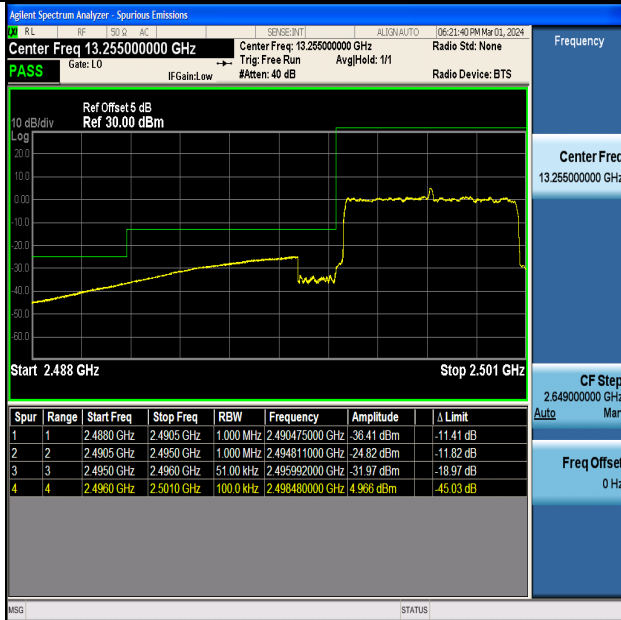 Agilent Spectrum Analyzer - Spurious Emissions
LXI RL RF 50 Ω AC SENSE:INT ALIGN AUTO 06:21:40 PM Mar 01, 2024
Center Freq 13.255000000 GHz
Center Freq: 13.255000000 GHz
Radio Std: None
Trig: Free Run Avg|Hold: 1/1
PASS
Gate: LO
IFGain:Low
#Atten: 40 dB
Radio Device: BTS
Ref Offset 5 dB
10 dB/div Ref 30.00 dBm
Log
20.0
10.0
0.00
-10.0
-20.0
-30.0
-40.0
-50.0
-60.0
Start 2.488 GHz Stop 2.501 GHz
Spur Range Start Freq Stop Freq RBW Frequency Amplitude Δ Limit
1 1 2.4880 GHz 2.4905 GHz 1.000 MHz 2.490475000 GHz -36.41 dBm -11.41 dB
2 2 2.4905 GHz 2.4950 GHz 1.000 MHz 2.494811000 GHz -24.82 dBm -11.82 dB
3 3 2.4950 GHz 2.4960 GHz 51.00 kHz 2.495992000 GHz -31.97 dBm -18.97 dB
4 4 2.4960 GHz 2.5010 GHz 100.0 kHz 2.498480000 GHz 4.966 dBm -45.03 dB
MSG STATUS
Frequency
Center Freq
13.255000000 GHz
CF Step
2.649000000 GHz
Auto Man
Freq Offset
0 Hz